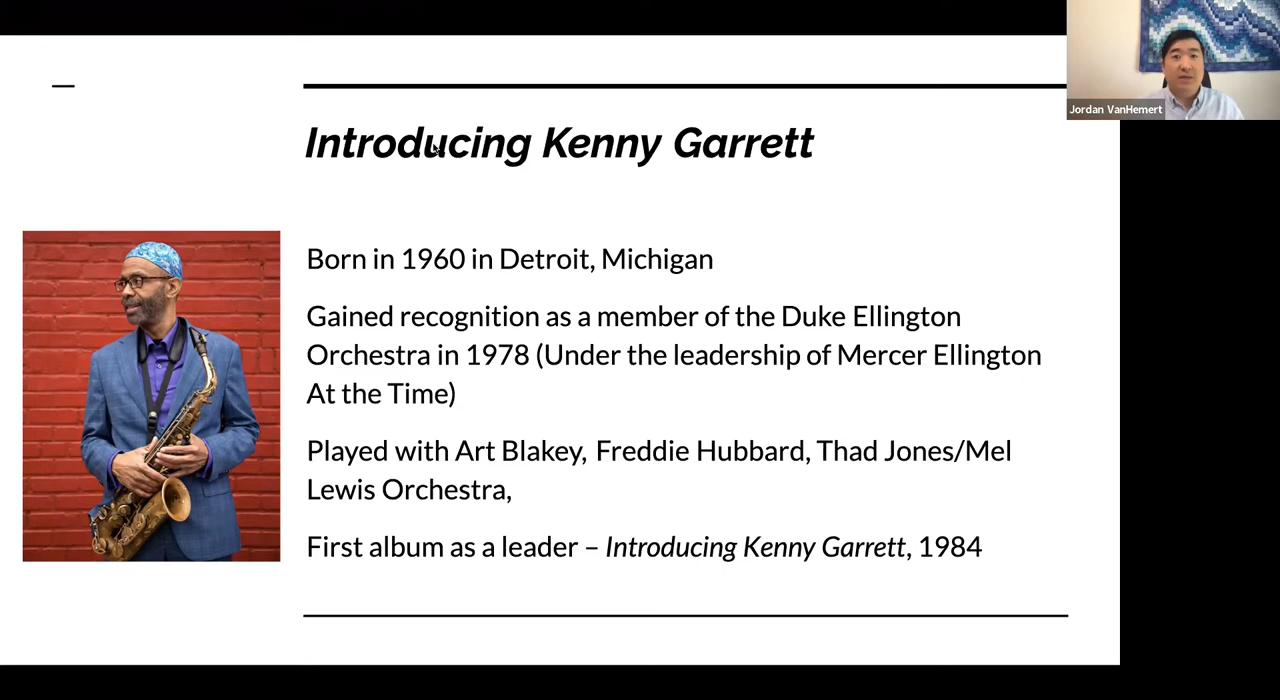 Jordan VanHemert
Introducing Kenny Garrett
Born in 1960 in Detroit, Michigan
Gained recognition as a member of the Duke Ellington
Orchestra in 1978 (Under the leadership of Mercer Ellington
At the Time)
Played with Art Blakey, Freddie Hubbard, Thad Jones/Mel
Lewis Orchestra,
First album as a leader – Introducing Kenny Garrett, 1984